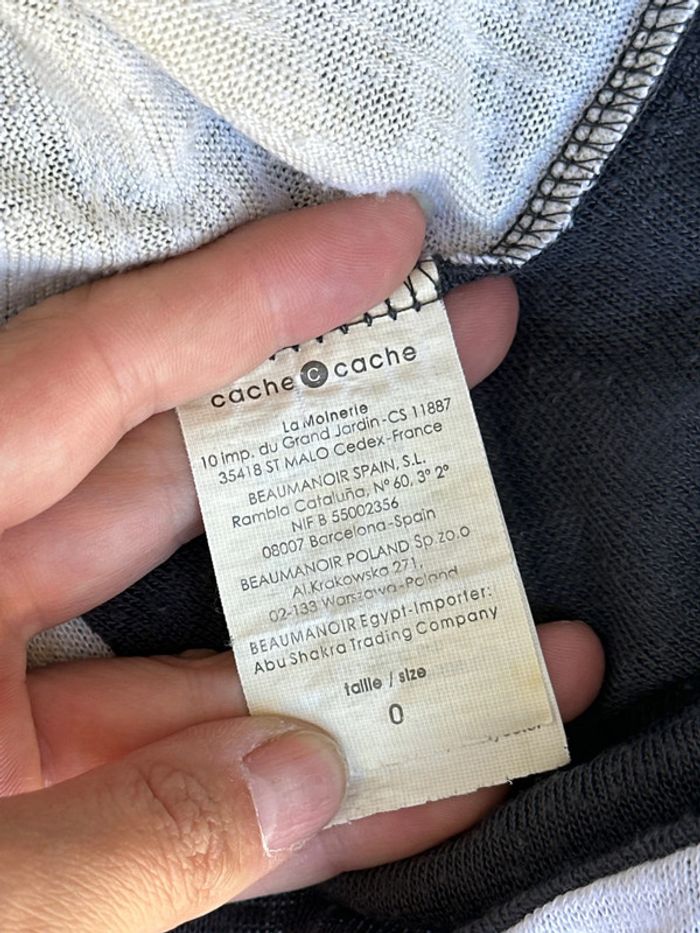 cache c cache
La Moinerie
10 imp. du Grand Jardin-CS 11887
35418 ST MALO Cedex-France
BEAUMANOIR SPAIN, S.L.
Rambla Cataluña, Nº 60, 3º 2º
NIF B 55002356
08007 Barcelona-Spain
BEAUMANOIR POLAND Sp.zo.o
Al.Krakowska 271,
02-133 Warszawa-Poland
BEAUMANOIR Egypt-Importer:
Abu Shakra Trading Company
taille / size
0